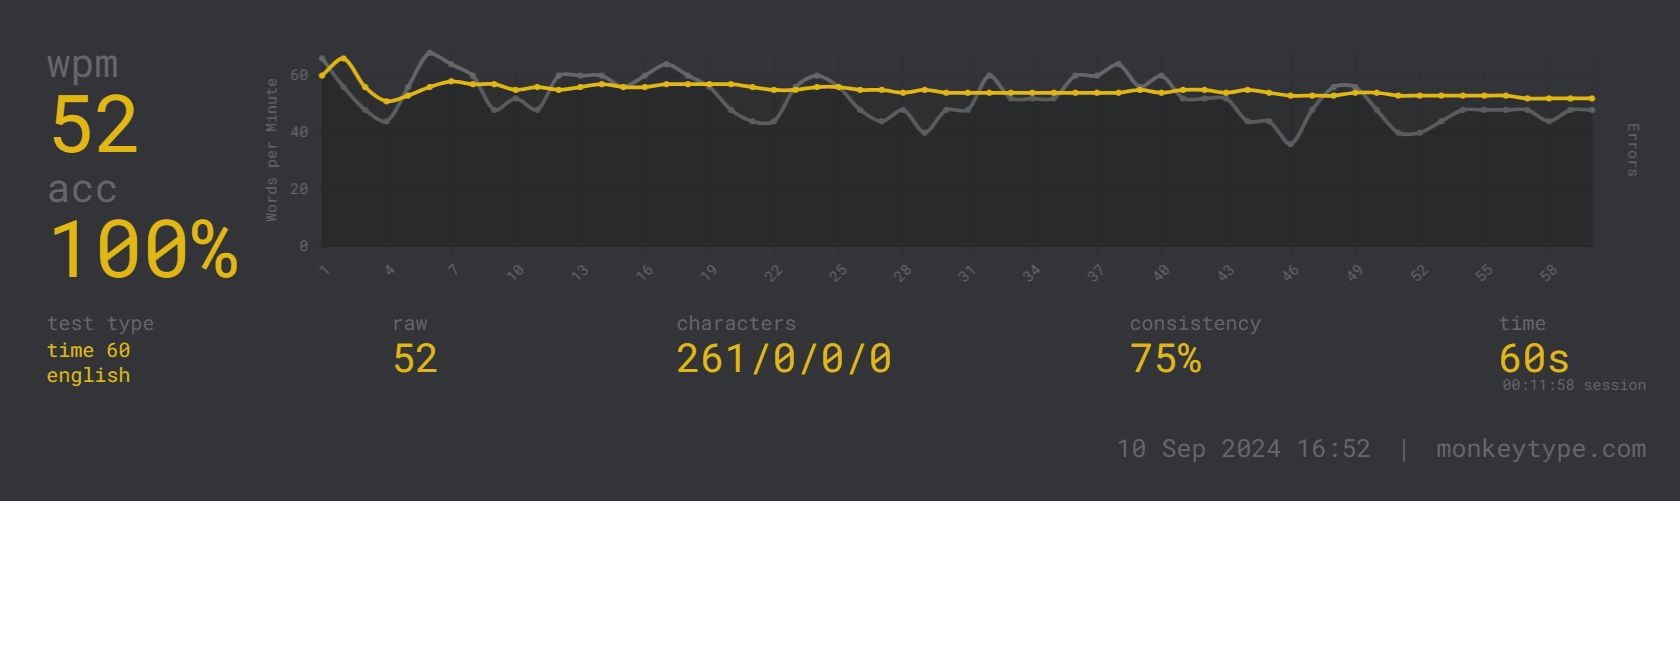 wpm
52
acc
100%
Words per Minute
60
40
20
0
1 4 7 10 13 16 19 22 25 28 31 34 37 40 43 46 49 52 55 58
Errors
test type
time 60
english
raw
52
characters
261/0/0/0
consistency
75%
time
60s
00:11:58 session
10 Sep 2024 16:52 | monkeytype.com